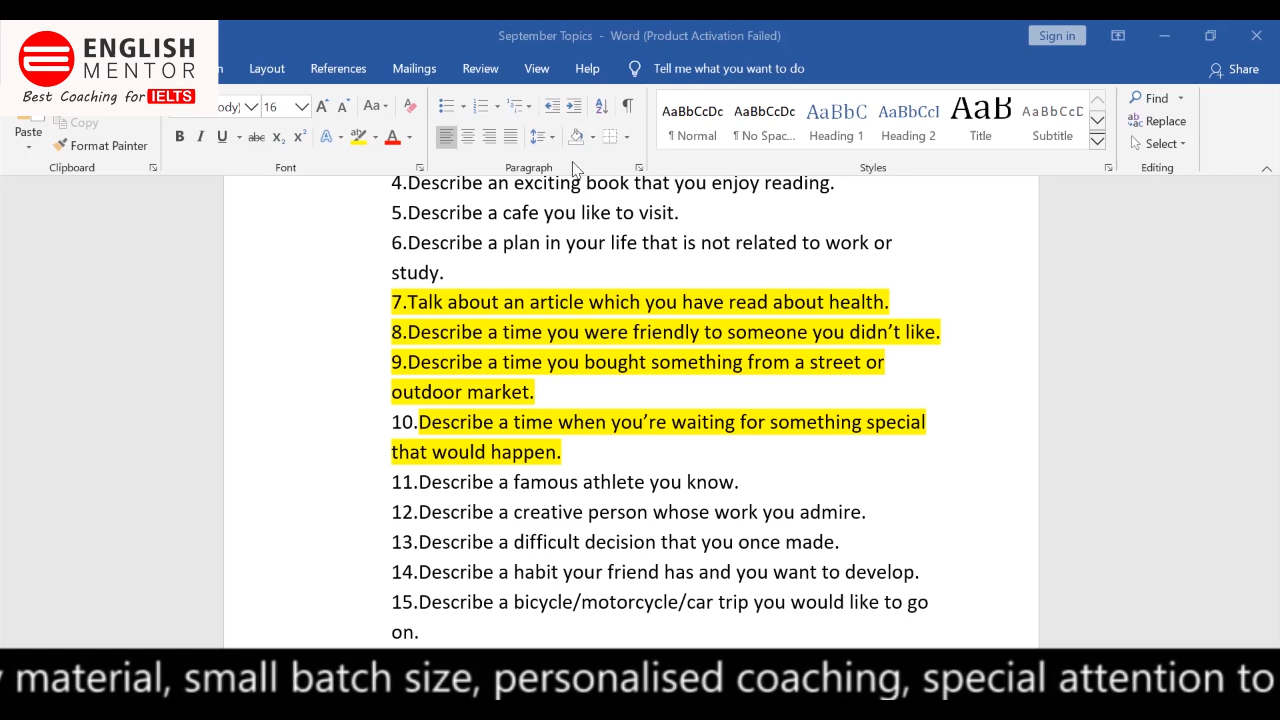 September Topics - Word (Product Activation Failed)
Sign in
ENGLISH
MENTOR
Best Coaching for IELTS
Layout References Mailings Review View Help Tell me what you want to do
Share
16 Aa
AaBbCcDc AaBbCcDc AaBbC AaBbCcI AaB AaBbCcD
Find
Paste
Copy
B I U abc X₂ X² A A
¶ Normal ¶ No Spac... Heading 1 Heading 2 Title Subtitle
Replace
Format Painter
Select
Clipboard Font Paragraph Styles Editing
4.Describe an exciting book that you enjoy reading.
5.Describe a cafe you like to visit.
6.Describe a plan in your life that is not related to work or
study.
7.Talk about an article which you have read about health.
8.Describe a time you were friendly to someone you didn’t like.
9.Describe a time you bought something from a street or
outdoor market.
10.Describe a time when you’re waiting for something special
that would happen.
11.Describe a famous athlete you know.
12.Describe a creative person whose work you admire.
13.Describe a difficult decision that you once made.
14.Describe a habit your friend has and you want to develop.
15.Describe a bicycle/motorcycle/car trip you would like to go
on.
material, small batch size, personalised coaching, special attention to